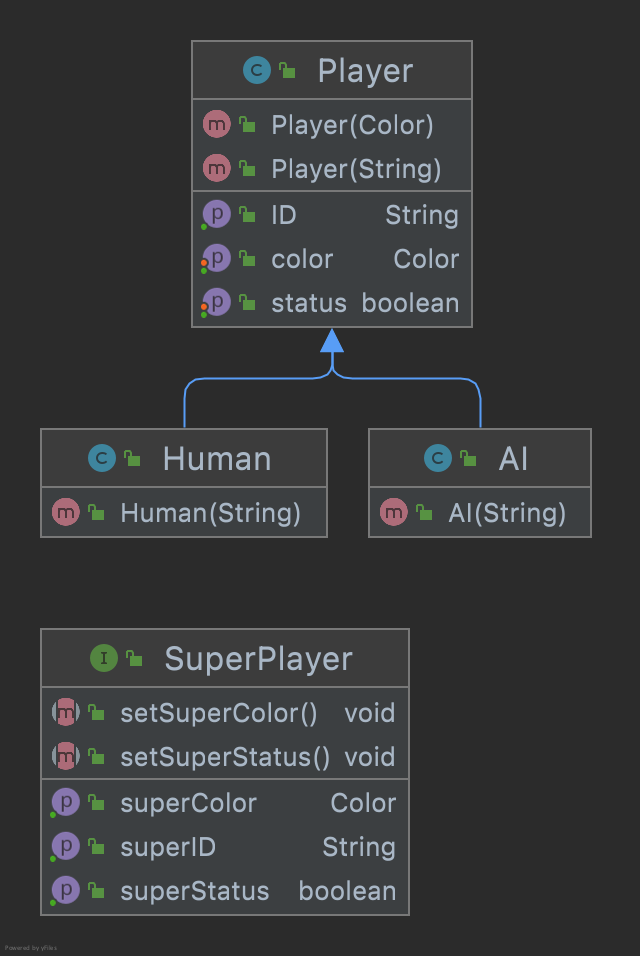 C Player
m Player(Color)
m Player(String)
p ID String
p color Color
p status boolean
C Human
m Human(String)
C AI
m AI(String)
I SuperPlayer
m setSuperColor() void
m setSuperStatus() void
p superColor Color
p superID String
p superStatus boolean
Powered by yFiles